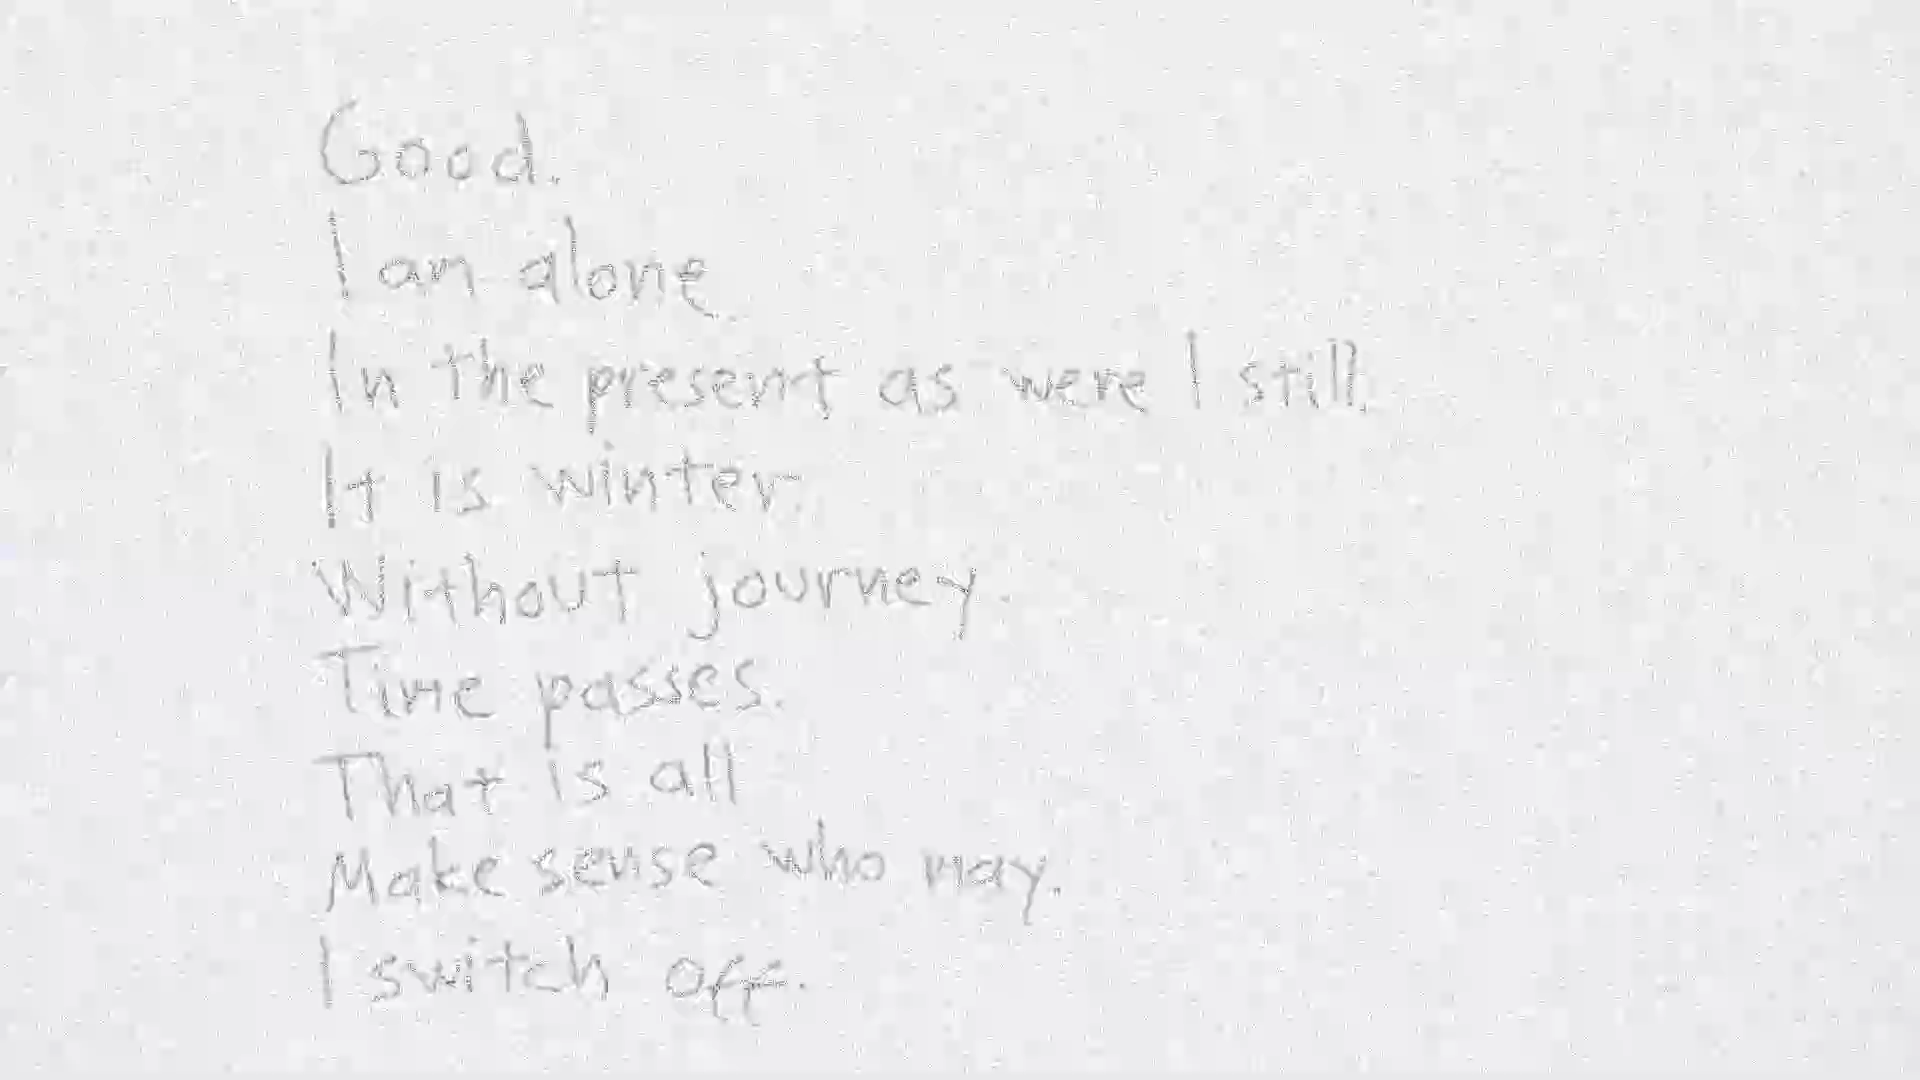 Good.
I am alone
In the present as were I still.
It is winter.
Without journey.
Time passes.
That is all
Make sense who may.
I switch off.